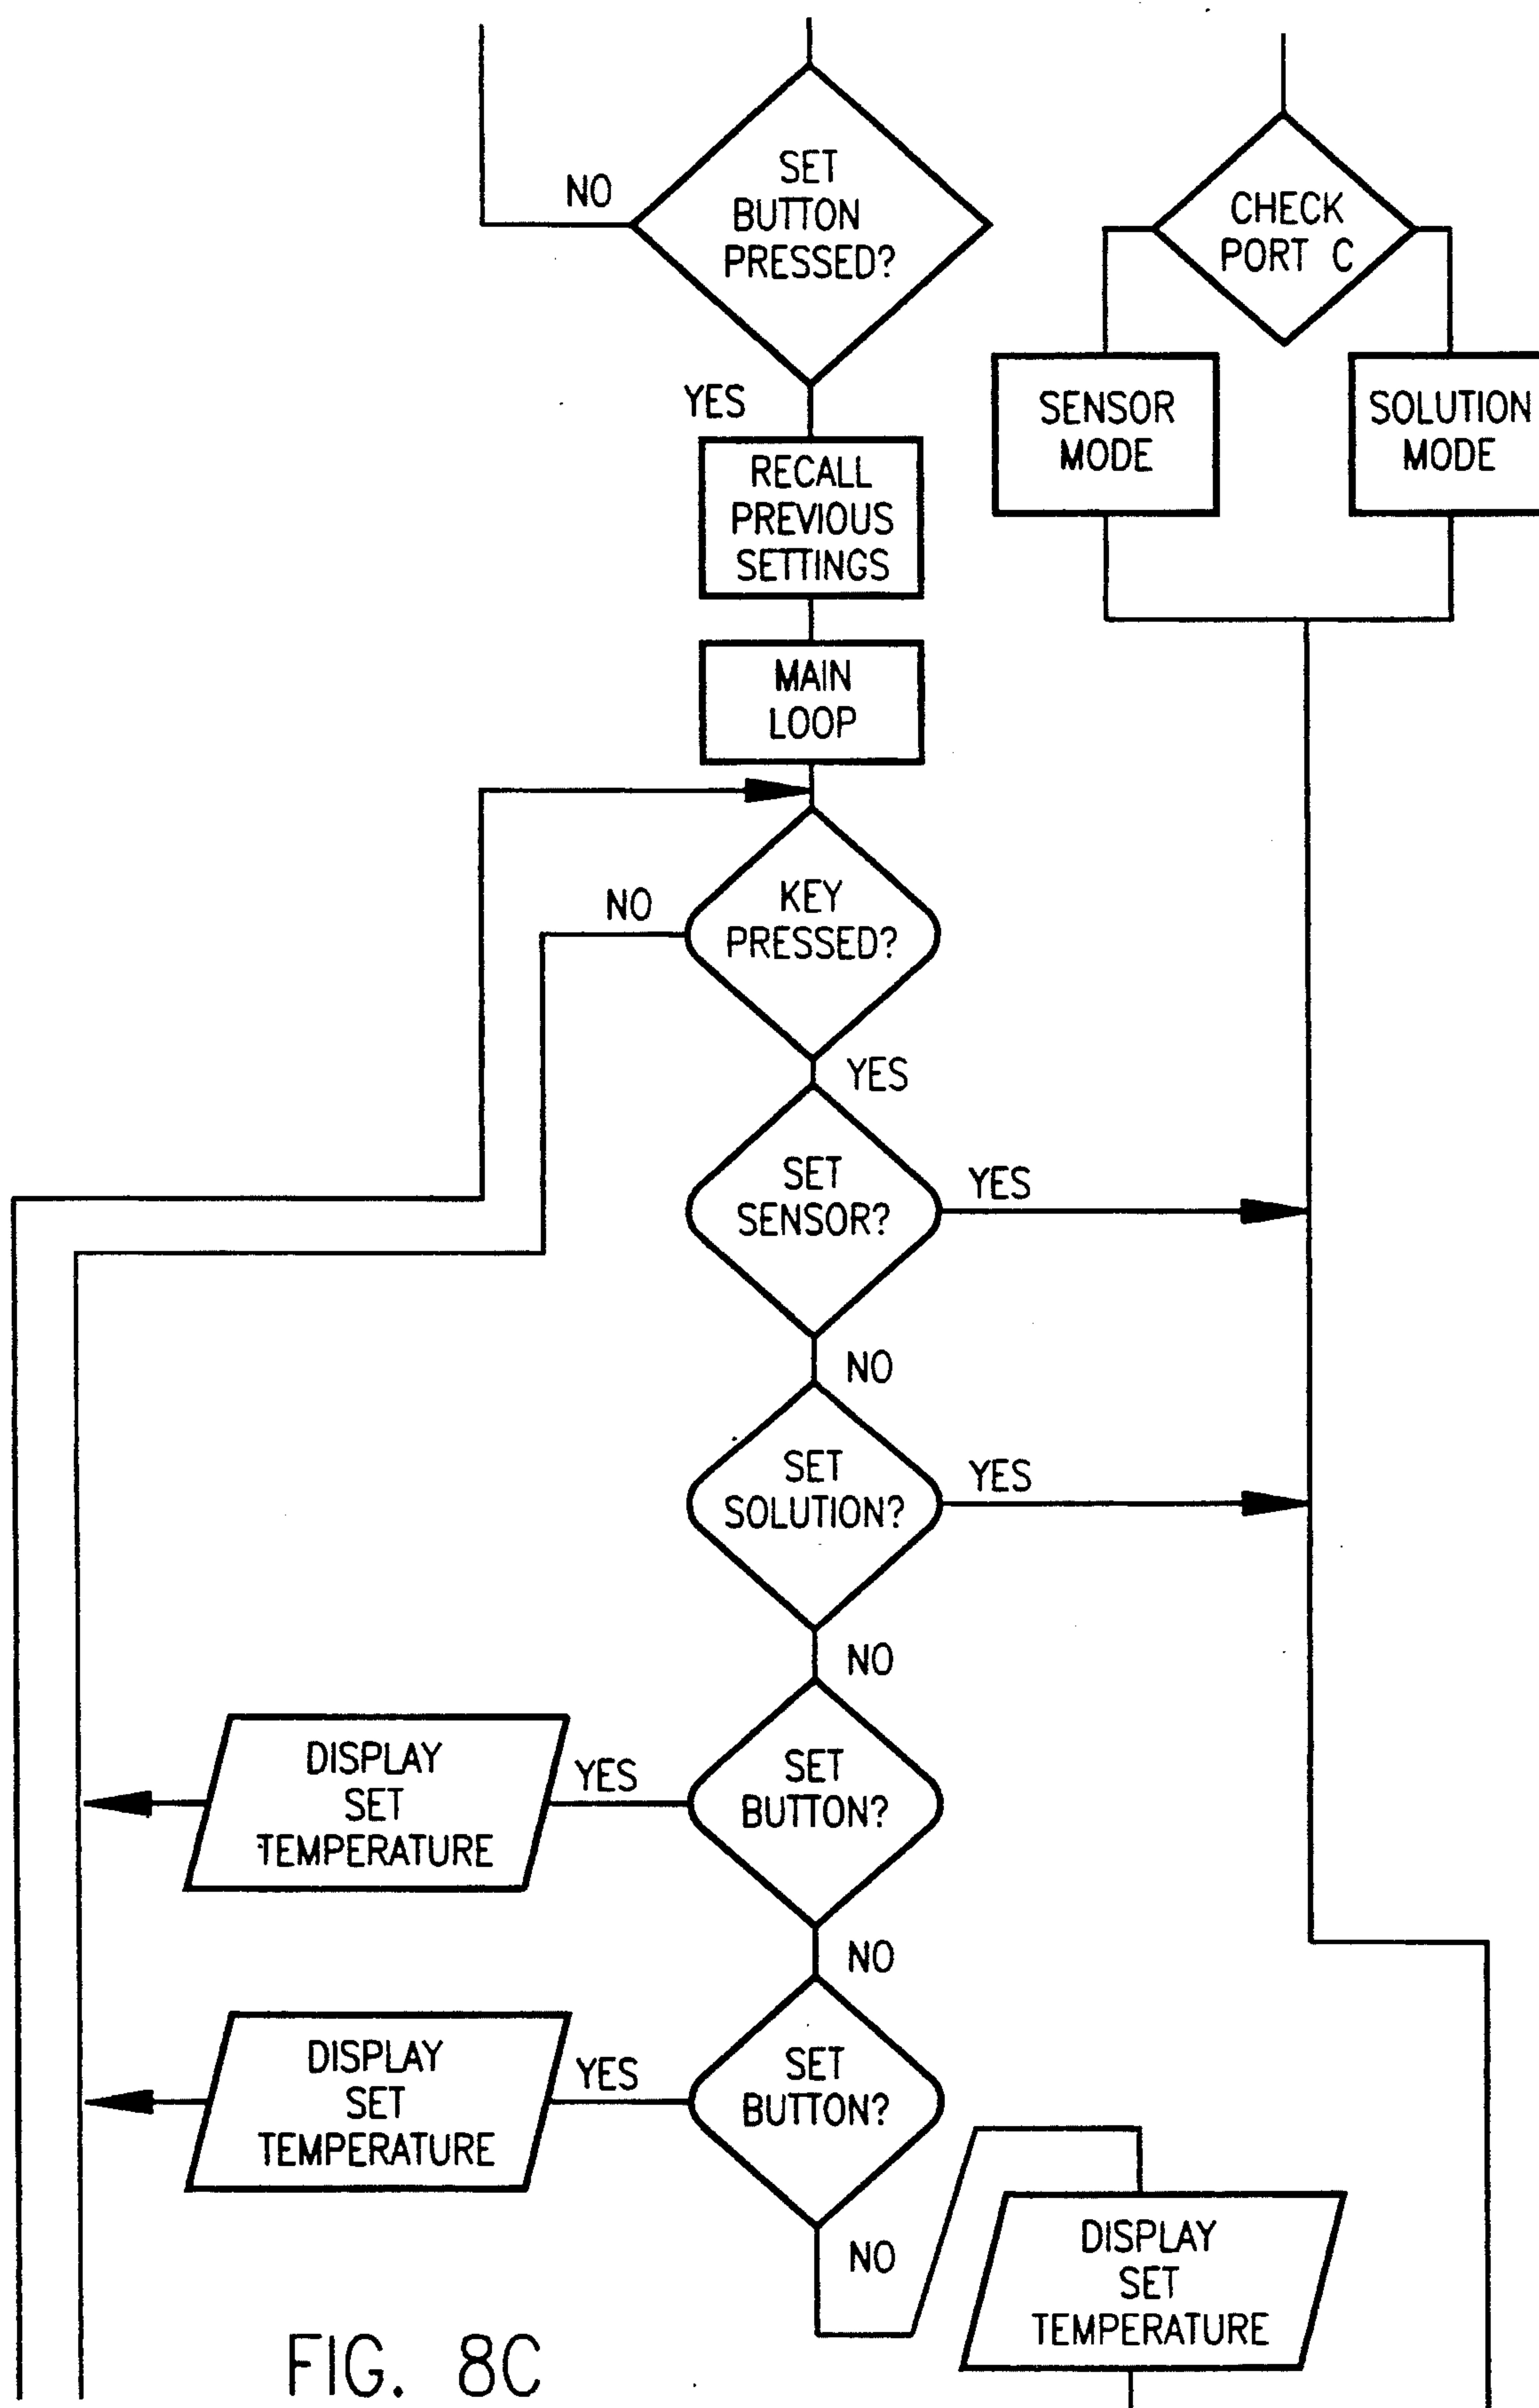 SET
BUTTON
PRESSED?
NO
CHECK
PORT C
YES
SENSOR
MODE
SOLUTION
MODE
RECALL
PREVIOUS
SETTINGS
MAIN
LOOP
NO
KEY
PRESSED?
YES
SET
SENSOR?
YES
NO
SET
SOLUTION?
YES
NO
DISPLAY
SET
TEMPERATURE
YES
SET
BUTTON?
NO
DISPLAY
SET
TEMPERATURE
YES
SET
BUTTON?
NO
DISPLAY
SET
TEMPERATURE
FIG. 8C